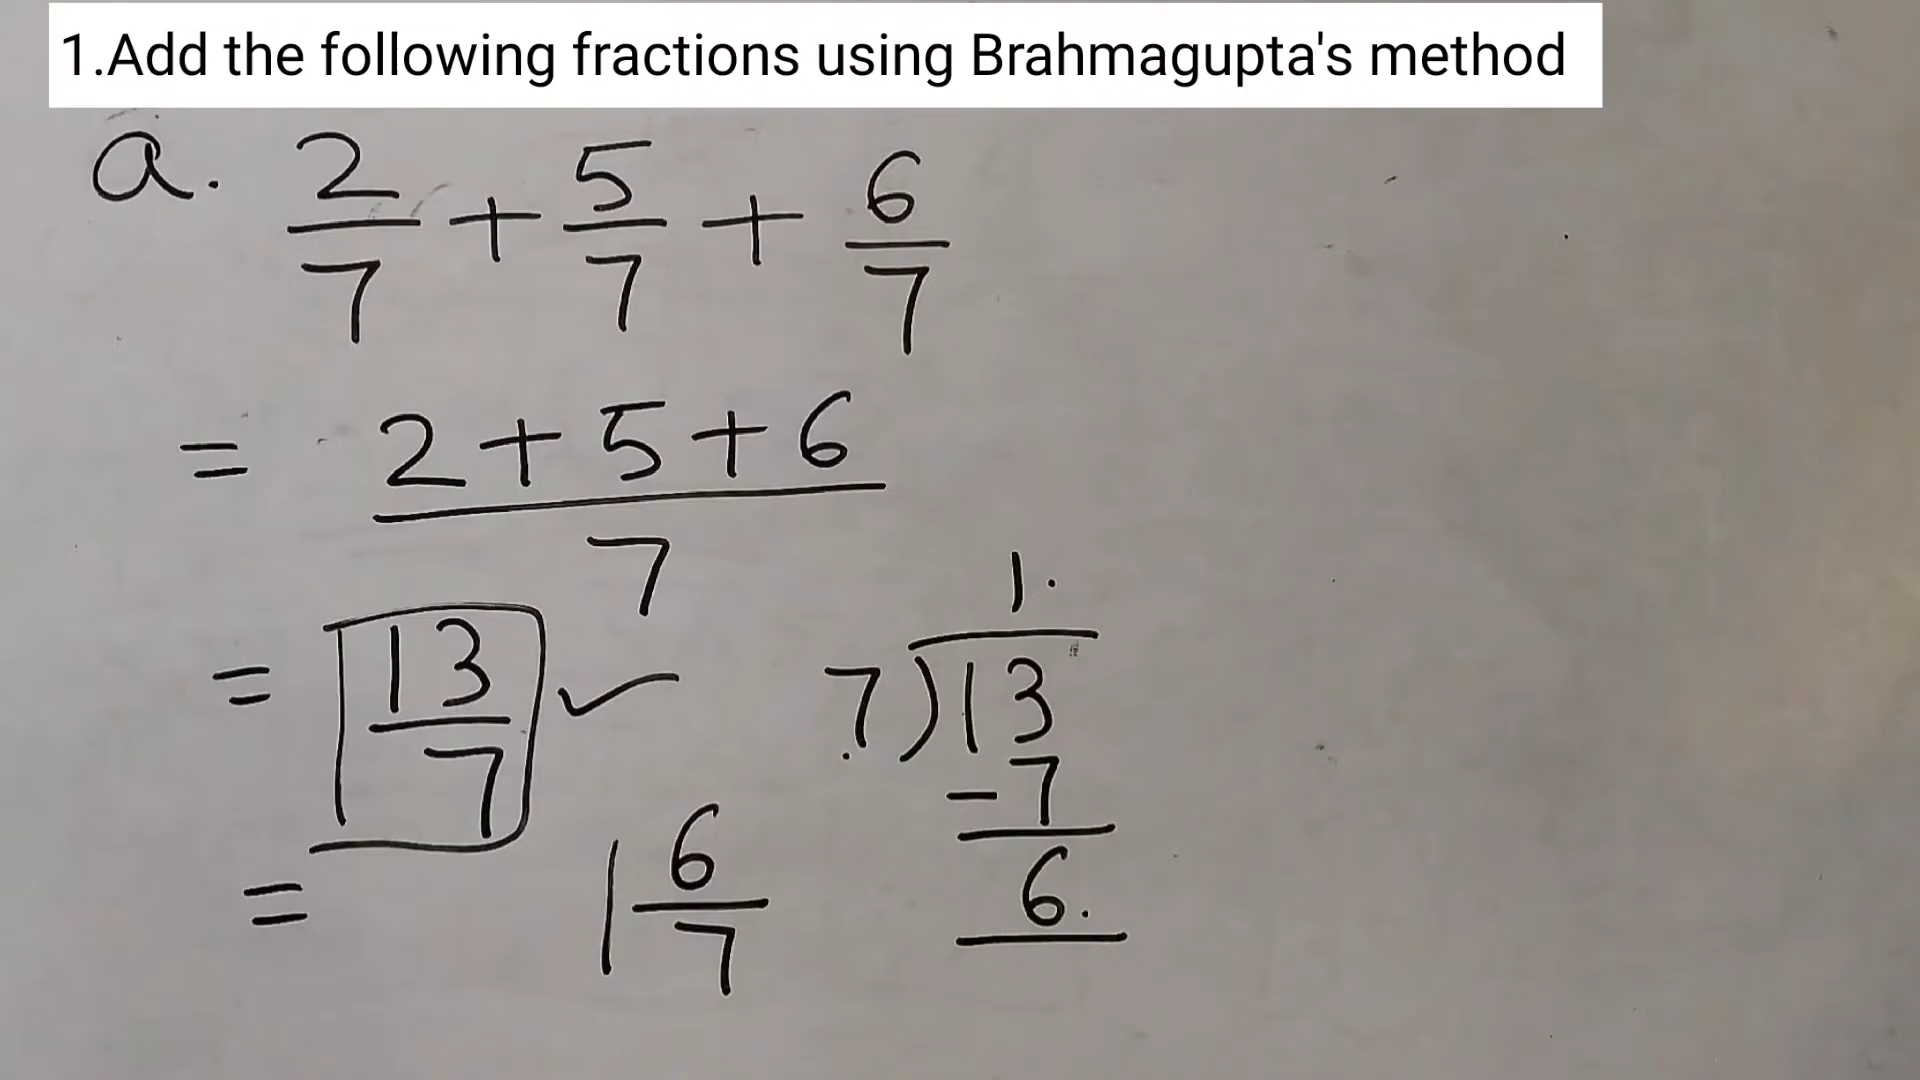 1.Add the following fractions using Brahmagupta's method
a. 2/7 + 5/7 + 6/7
= 2+5+6/7
= 13/7 ✓
= 1 6/7
1.
7)13
-7
6.